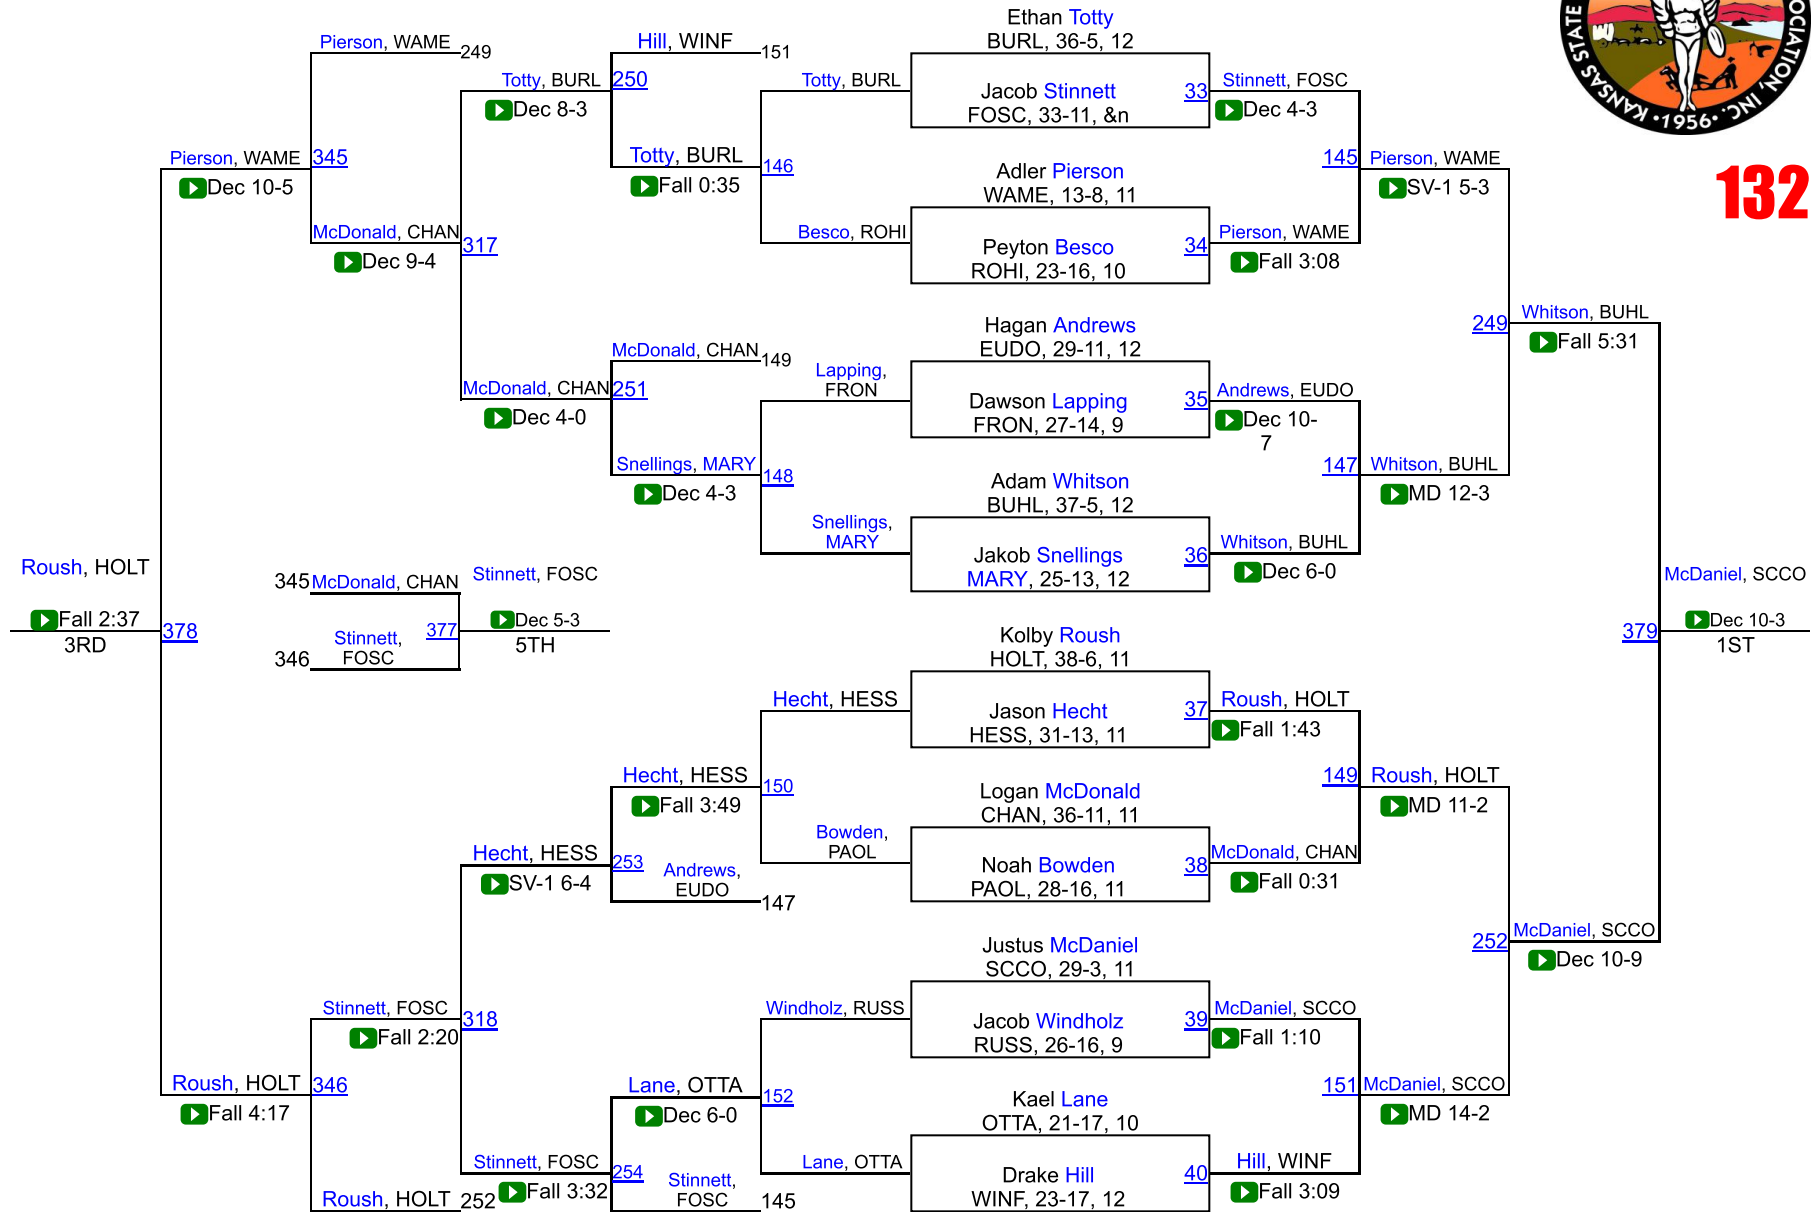 KANSAS STATE
OCIATION, INC.
•1956•
132
Ethan Totty
BURL, 36-5, 12
Jacob Stinnett
FOSC, 33-11, &n
33
Adler Pierson
WAME, 13-8, 11
Peyton Besco
ROHI, 23-16, 10
34
Hagan Andrews
EUDO, 29-11, 12
Dawson Lapping
FRON, 27-14, 9
35
Adam Whitson
BUHL, 37-5, 12
Jakob Snellings
MARY, 25-13, 12
36
Kolby Roush
HOLT, 38-6, 11
Jason Hecht
HESS, 31-13, 11
37
Logan McDonald
CHAN, 36-11, 11
Noah Bowden
PAOL, 28-16, 11
38
Justus McDaniel
SCCO, 29-3, 11
Jacob Windholz
RUSS, 26-16, 9
39
Kael Lane
OTTA, 21-17, 10
Drake Hill
WINF, 23-17, 12
40
Stinnett, FOSC
Dec 4-3
Pierson, WAME
Fall 3:08
Andrews, EUDO
Dec 10-
7
Whitson, BUHL
Dec 6-0
Roush, HOLT
Fall 1:43
McDonald, CHAN
Fall 0:31
McDaniel, SCCO
Fall 1:10
Hill, WINF
Fall 3:09
145
Pierson, WAME
SV-1 5-3
147
Whitson, BUHL
MD 12-3
149
Roush, HOLT
MD 11-2
151
McDaniel, SCCO
MD 14-2
249
Whitson, BUHL
Fall 5:31
252
McDaniel, SCCO
Dec 10-9
McDaniel, SCCO
379
Dec 10-3
1ST
Totty, BURL
Besco, ROHI
Lapping,
FRON
Snellings,
MARY
Hecht, HESS
Bowden,
PAOL
Windholz, RUSS
Lane, OTTA
Hill, WINF
151
Totty, BURL
146
Fall 0:35
McDonald, CHAN
149
Snellings, MARY
148
Dec 4-3
Hecht, HESS
150
Fall 3:49
Andrews,
EUDO
147
Lane, OTTA
152
Dec 6-0
Stinnett,
FOSC
145
Totty, BURL
250
Dec 8-3
McDonald, CHAN
251
Dec 4-0
Hecht, HESS
253
SV-1 6-4
Stinnett, FOSC
254
Fall 3:32
Pierson, WAME
249
McDonald, CHAN
317
Dec 9-4
Stinnett, FOSC
318
Fall 2:20
Roush, HOLT
252
Pierson, WAME
345
Dec 10-5
Roush, HOLT
346
Fall 4:17
Roush, HOLT
Fall 2:37
3RD
378
345
McDonald, CHAN
Stinnett,
FOSC
346
377
Stinnett, FOSC
Dec 5-3
5TH